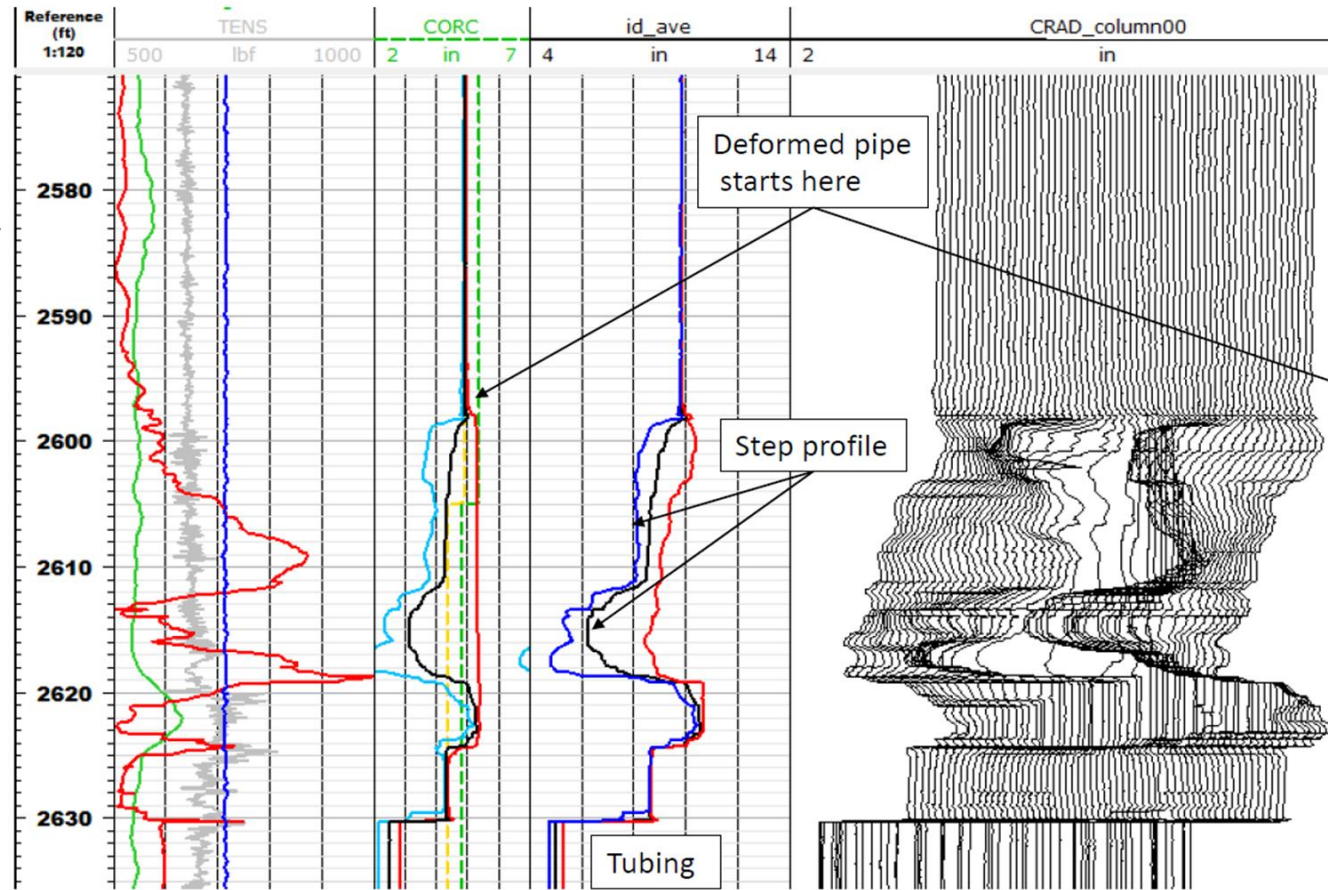 Reference
(ft)
1:120
TENS
500 lbf 1000
CORC
2 in 7
id_ave
4 in 14
CRAD_column00
2 in
Deformed pipe
starts here
2580
2590
2600
Step profile
2610
2620
2630
Tubing